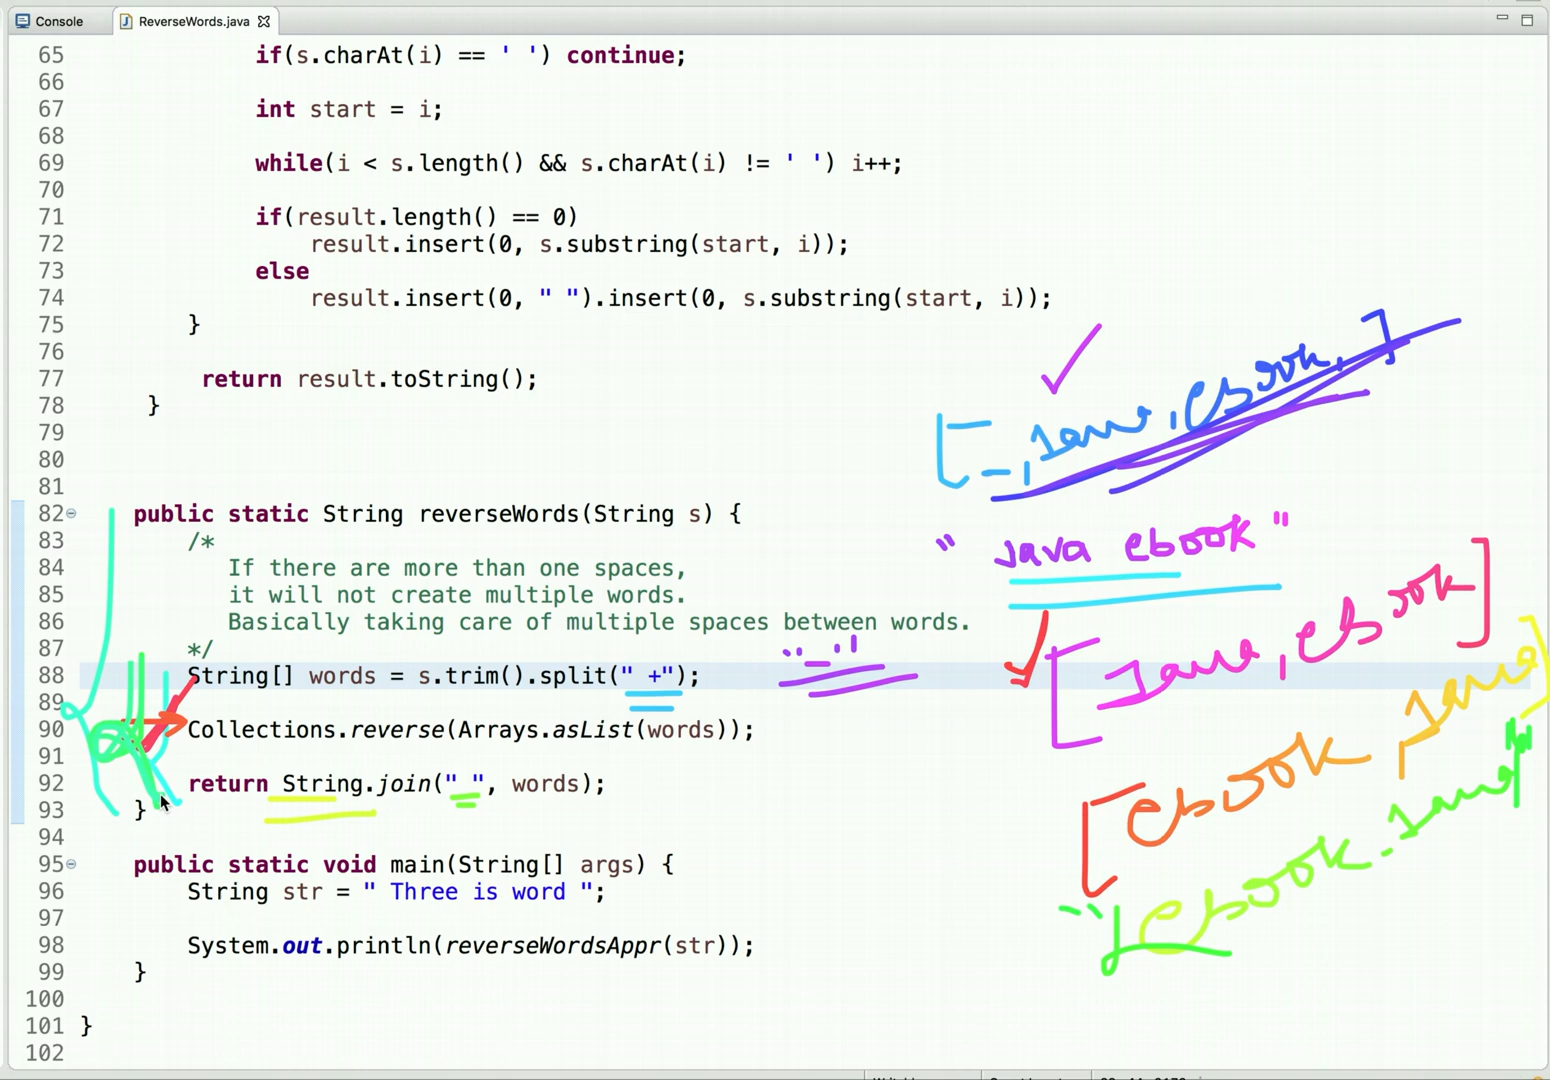 Console ReverseWords.java
65 if(s.charAt(i) == ' ') continue;
66
67 int start = i;
68
69 while(i < s.length() && s.charAt(i) != ' ') i++;
70
71 if(result.length() == 0)
72 result.insert(0, s.substring(start, i));
73 else
74 result.insert(0, " ").insert(0, s.substring(start, i));
75 }
76
77 return result.toString();
78 }
79
80
81
[_,Java,ebook,]
82 public static String reverseWords(String s) {
83 /*
" java ebook "
84 If there are more than one spaces,
85 it will not create multiple words.
86 Basically taking care of multiple spaces between words.
87 */
[Java,ebook]
88 String[] words = s.trim().split(" +");
89
90 Collections.reverse(Arrays.asList(words));
91
[ebook,Java]
92 return String.join(" ", words);
93 }
94
95 public static void main(String[] args) {
"ebook Java"
96 String str = " Three is word ";
97
98 System.out.println(reverseWordsAppr(str));
99 }
100
101 }
102